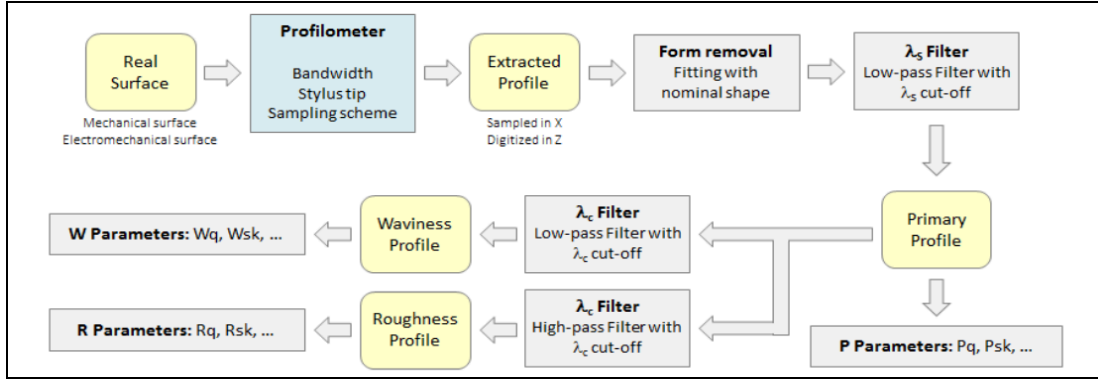 Real
Surface
Mechanical surface
Electromechanical surface
Profilometer
Bandwidth
Stylus tip
Sampling scheme
Extracted
Profile
Sampled in X
Digitized in Z
Form removal
Fitting with
nominal shape
λs Filter
Low-pass Filter with
λs cut-off
Primary
Profile
λc Filter
Low-pass Filter with
λc cut-off
Waviness
Profile
W Parameters: Wq, Wsk, ...
λc Filter
High-pass Filter with
λc cut-off
Roughness
Profile
R Parameters: Rq, Rsk, ...
P Parameters: Pq, Psk, ...